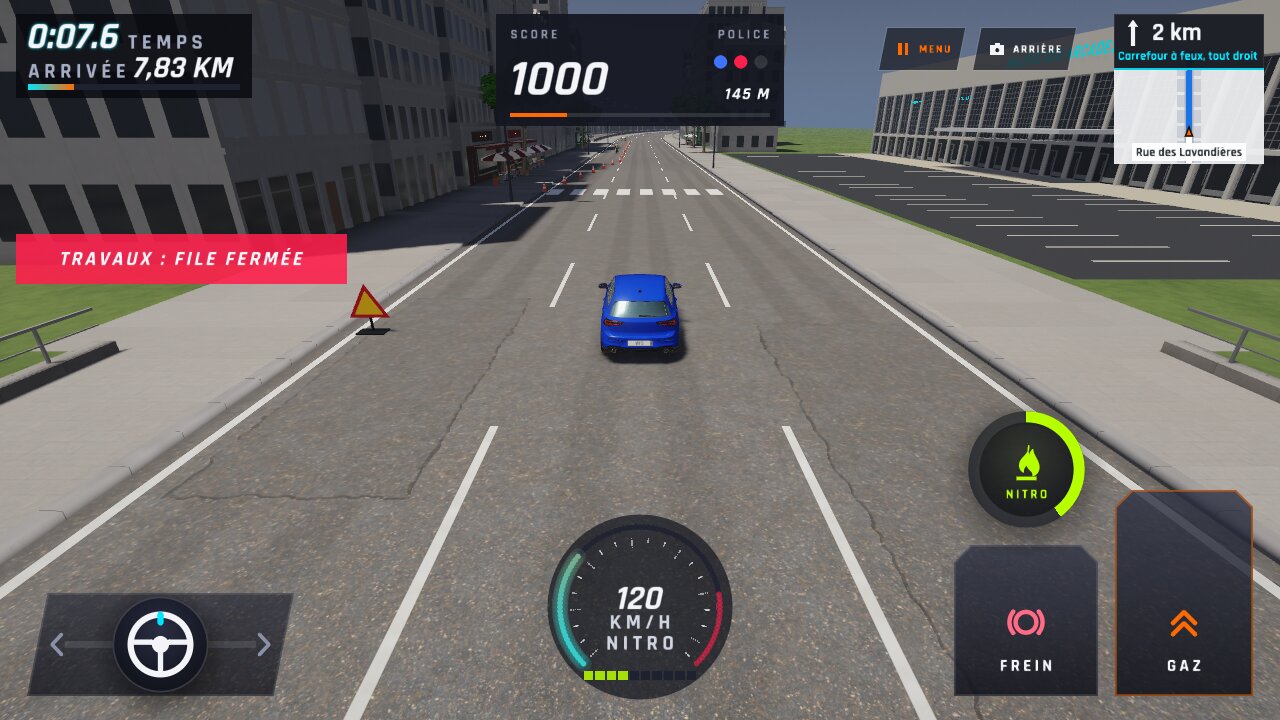 0:07.6 TEMPS
ARRIVÉE 7,83 KM
SCORE
1000
POLICE
145 M
MENU
ARRIÈRE
2 km
Carrefour à feux, tout droit
Rue des Lavandières
TRAVAUX : FILE FERMÉE
NITRO
120
KM/H
NITRO
FREIN
GAZ